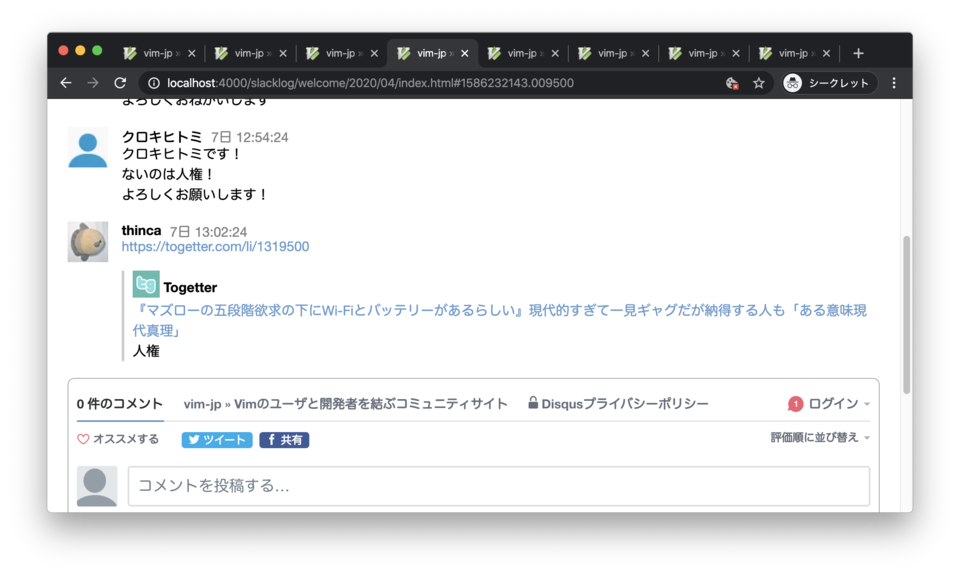 vim-jp »
vim-jp »
vim-jp »
vim-jp »
vim-jp »
vim-jp »
vim-jp »
vim-jp »
localhost:4000/slacklog/welcome/2020/04/index.html#1586232143.009500
シークレット
よろしくおねがいします
クロキヒトミ 7日 12:54:24
クロキヒトミです！
ないのは人権！
よろしくお願いします！
thinca 7日 13:02:24
https://togetter.com/li/1319500
Togetter
『マズローの五段階欲求の下にWi-Fiとバッテリーがあるらしい』現代的すぎて一見ギャグだが納得する人も「ある意味現
代真理」
人権
0 件のコメント vim-jp » Vimのユーザと開発者を結ぶコミュニティサイト Disqusプライバシーポリシー 1 ログイン
オススメする ツイート f 共有 評価順に並び替え
コメントを投稿する...